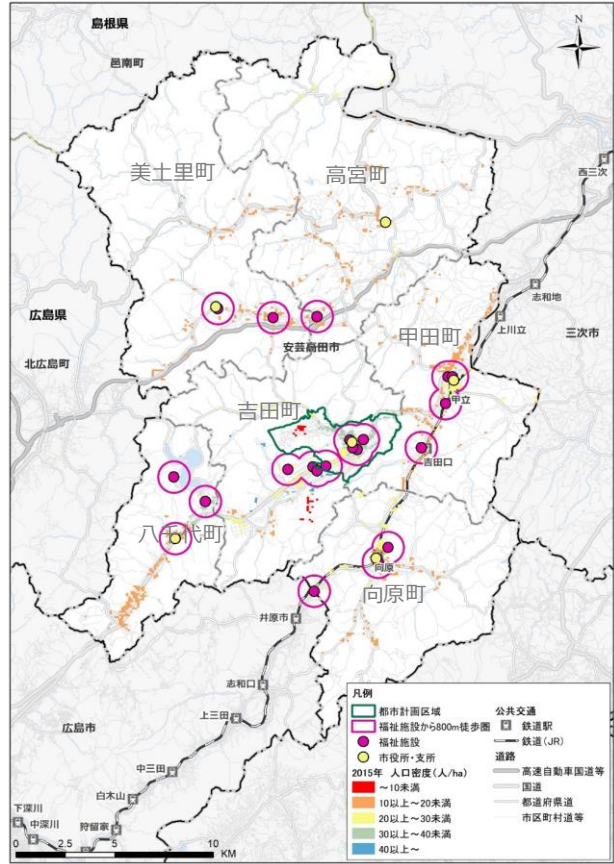 島根県
邑南町
N
美土里町
高宮町
西三次
志和地
広島県
上川立
三次市
甲田町
安芸高田市
北広島町
甲立
吉田町
吉田口
八千代町
向原
向原町
井原市
志和口
広島市
上三田
中三田
白木山
下深川
中深川
狩留家
0 2.5 5 10
KM
凡例
都市計画区域
福祉施設から800m徒歩圏
福祉施設
市役所・支所
2015年 人口密度(人/ha)
～10未満
10以上～20未満
20以上～30未満
30以上～40未満
40以上～
公共交通
鉄道駅
鉄道(JR)
道路
高速自動車国道等
国道
都道府県道
市区町村道等